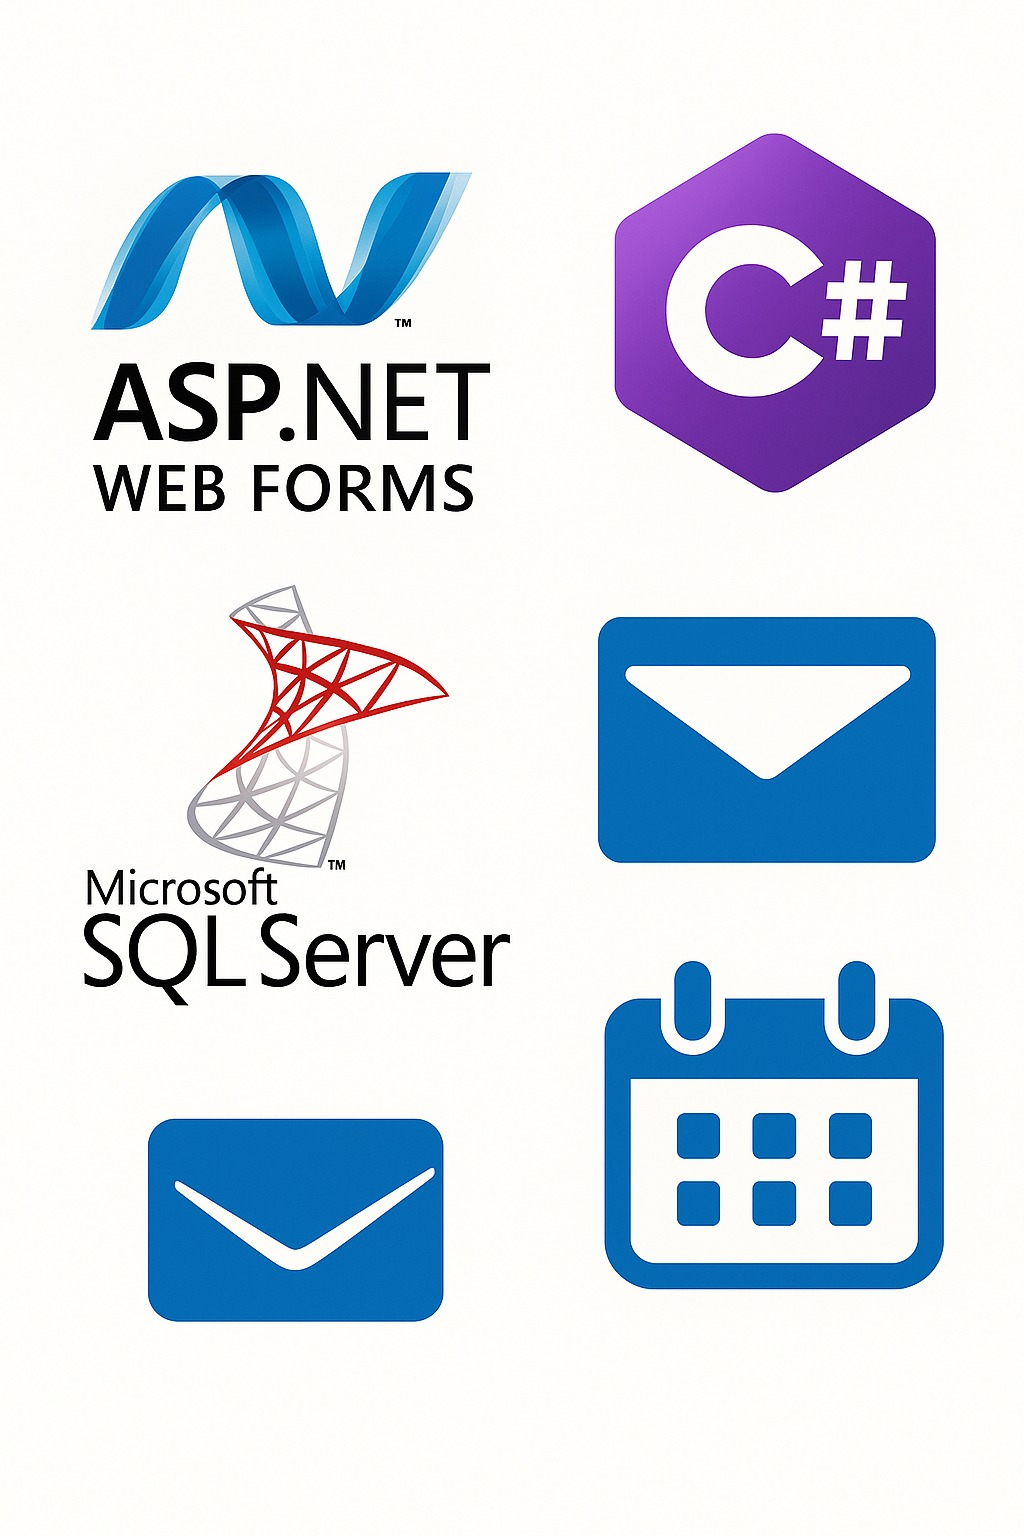 TM
ASP.NET
WEB FORMS
C#
TM
Microsoft
SQL Server